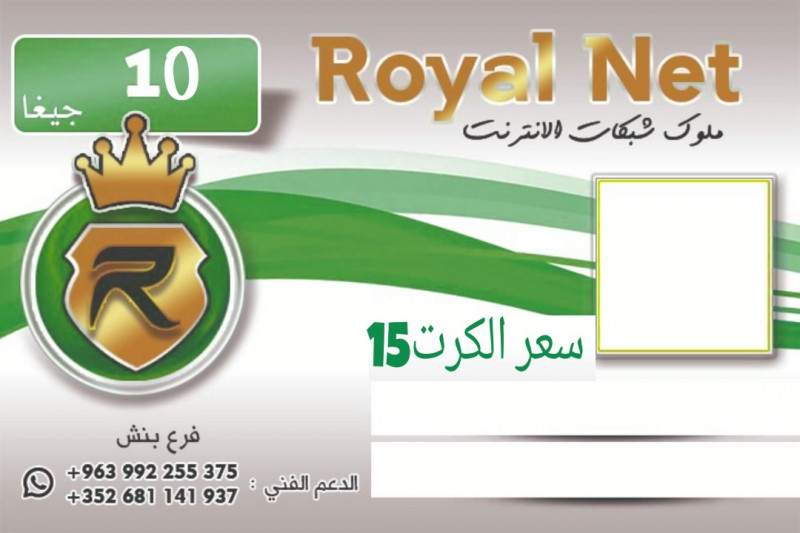 10
جيغا
Royal Net
ملوك شبكات الانترنت
R
سعر الكرت15
فرع بنش
الدعم الفني :
+963 992 255 375
+352 681 141 937